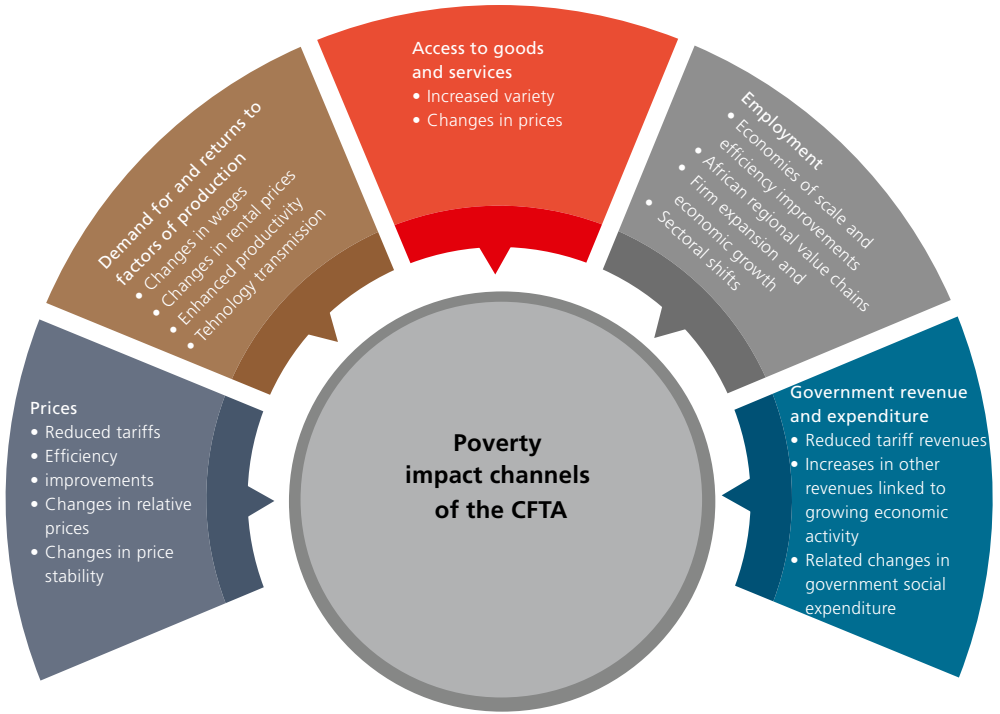 Prices
• Reduced tariffs
• Efficiency
• improvements
• Changes in relative
prices
• Changes in price
stability
Demand for and returns to
factors of production
• Changes in wages
• Changes in rental prices
• Enhanced productivity
• Tehnology transmission
Access to goods
and services
• Increased variety
• Changes in prices
Employment
• Economies of scale and
efficiency improvements
• African regional value chains
• Firm expansion and
economic growth
• Sectoral shifts
Government revenue
and expenditure
• Reduced tariff revenues
• Increases in other
revenues linked to
growing economic
activity
• Related changes in
government social
expenditure
Poverty
impact channels
of the CFTA